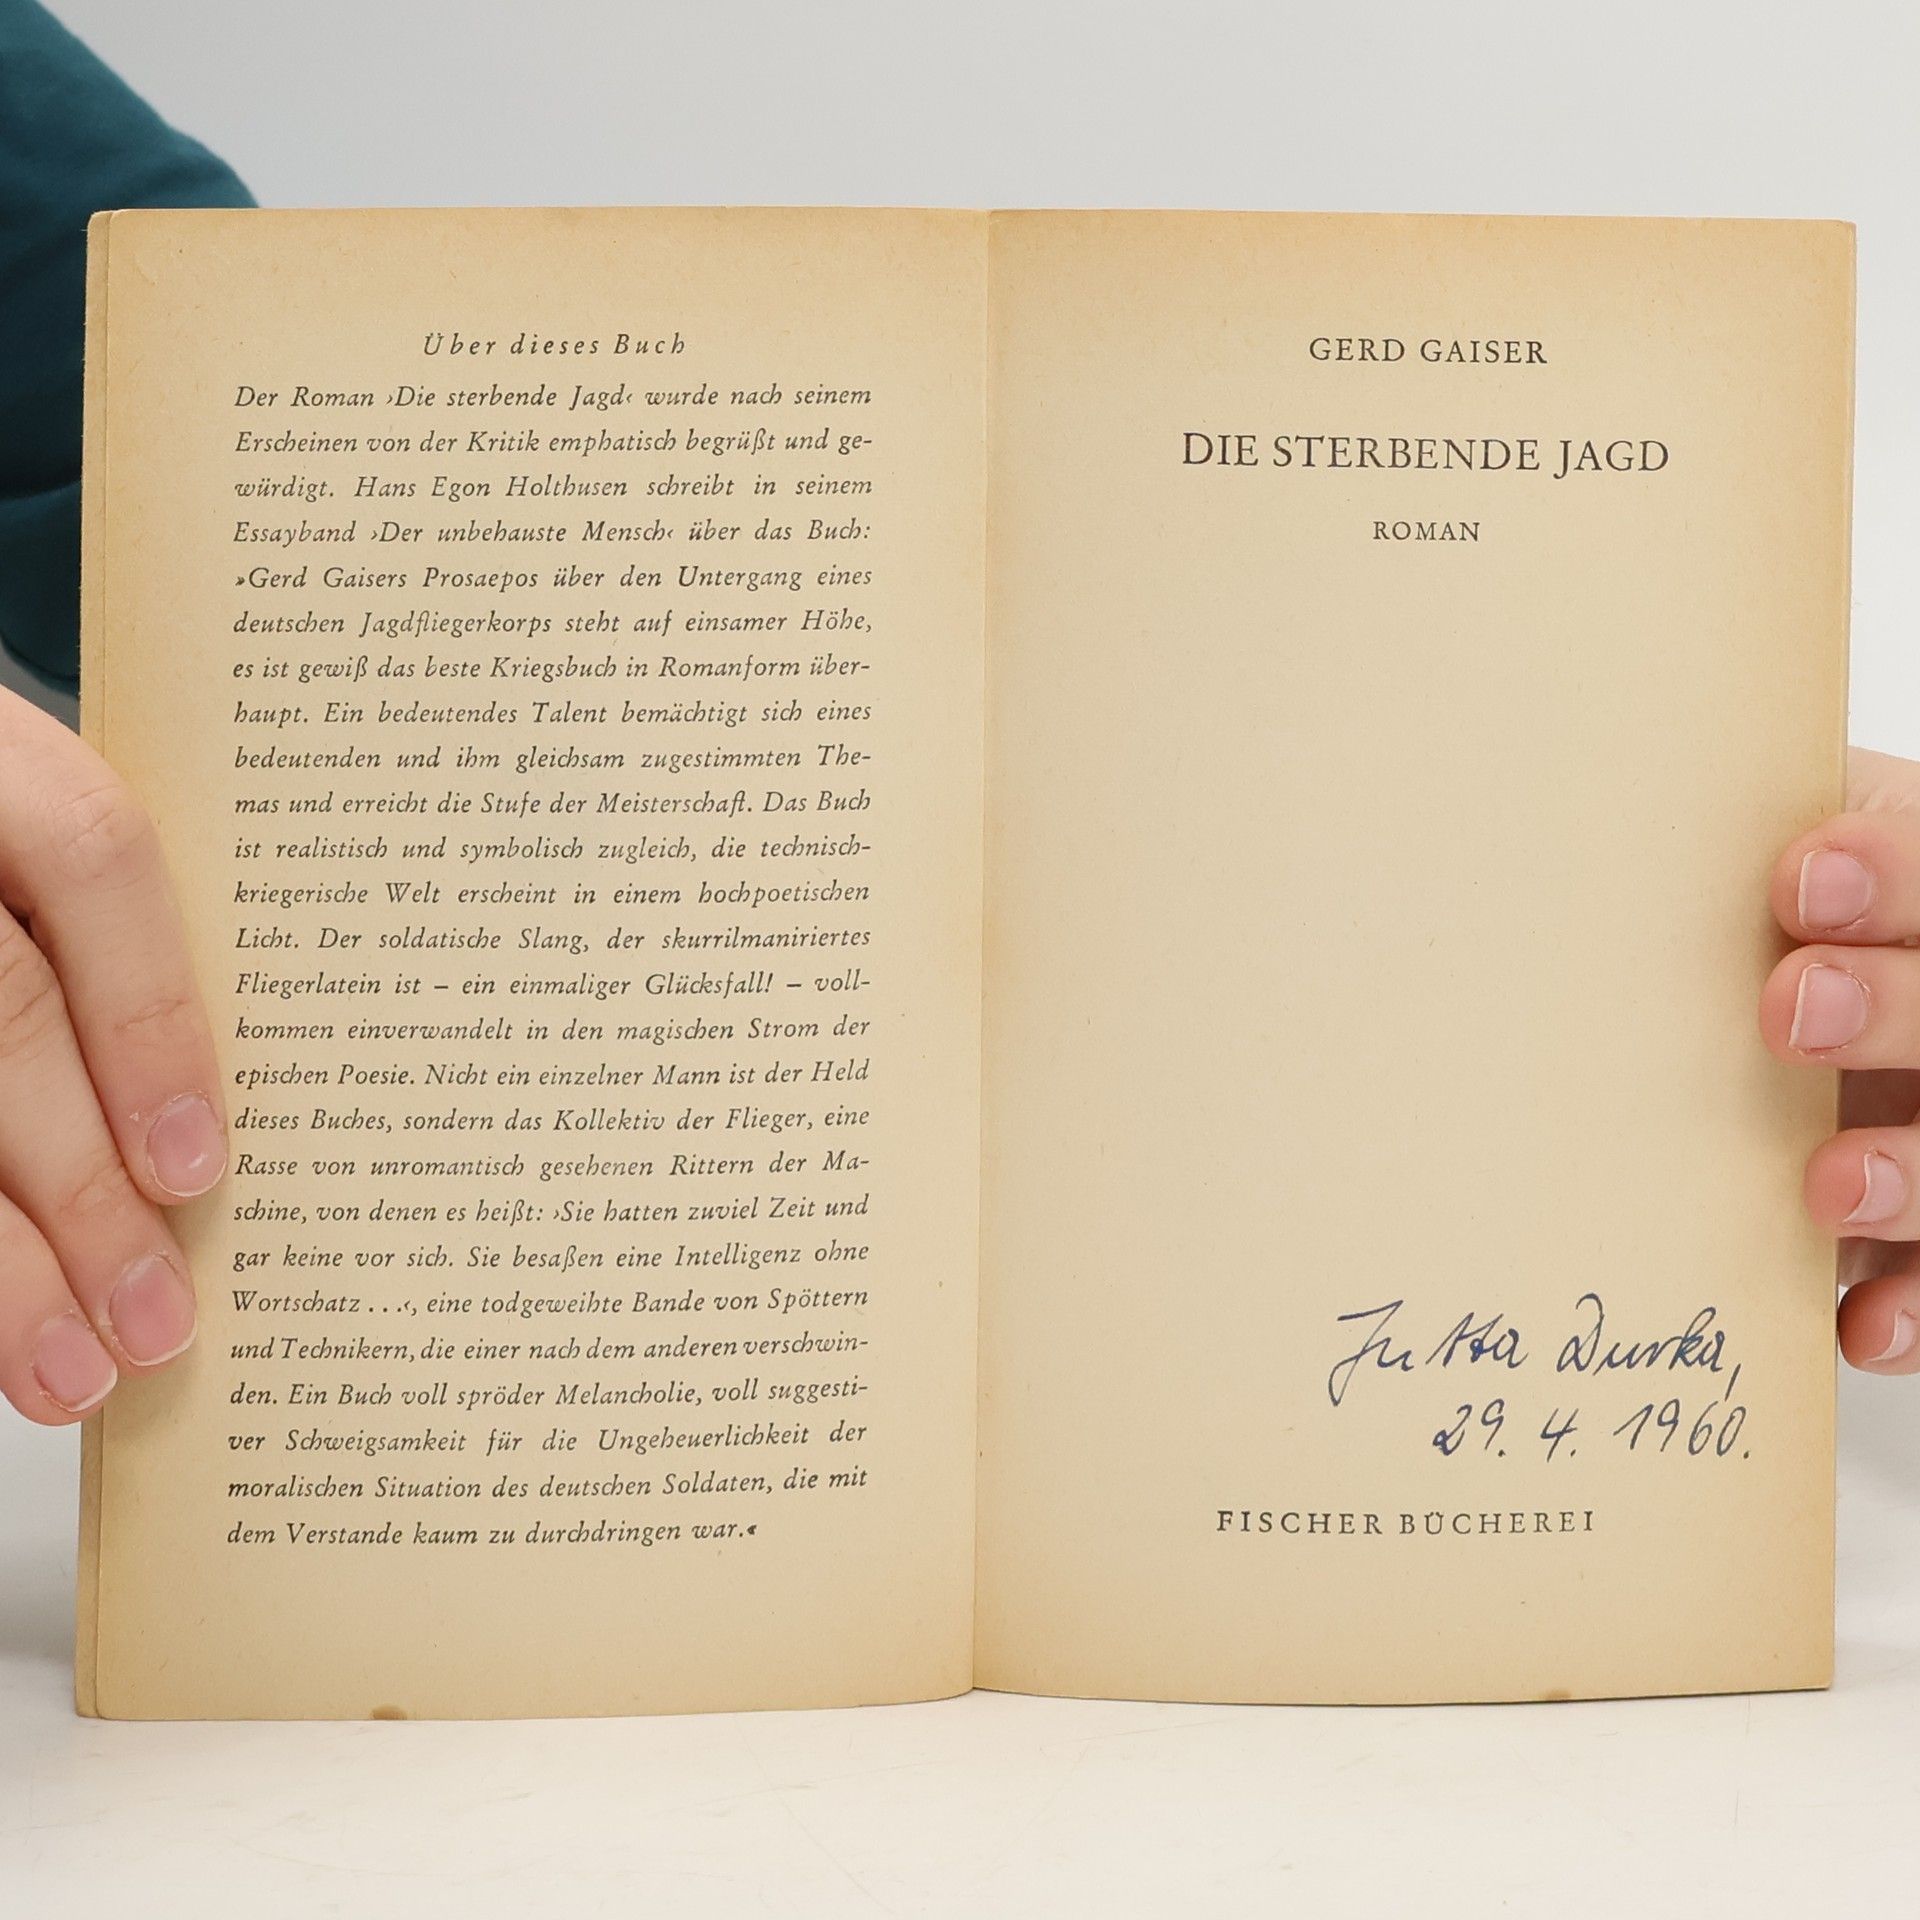 Über dieses Buch
Der Roman ›Die sterbende Jagd‹ wurde nach seinem
Erscheinen von der Kritik emphatisch begrüßt und ge-
würdigt. Hans Egon Holthusen schreibt in seinem
Essayband ›Der unbehauste Mensch‹ über das Buch:
»Gerd Gaisers Prosaepos über den Untergang eines
deutschen Jagdfliegerkorps steht auf einsamer Höhe,
es ist gewiß das beste Kriegsbuch in Romanform über-
haupt. Ein bedeutendes Talent bemächtigt sich eines
bedeutenden und ihm gleichsam zugestimmten The-
mas und erreicht die Stufe der Meisterschaft. Das Buch
ist realistisch und symbolisch zugleich, die technisch-
kriegerische Welt erscheint in einem hochpoetischen
Licht. Der soldatische Slang, der skurrilmaniriertes
Fliegerlatein ist – ein einmaliger Glücksfall! – voll-
kommen einverwandelt in den magischen Strom der
epischen Poesie. Nicht ein einzelner Mann ist der Held
dieses Buches, sondern das Kollektiv der Flieger, eine
Rasse von unromantisch gesehenen Rittern der Ma-
schine, von denen es heißt: ›Sie hatten zuviel Zeit und
gar keine vor sich. Sie besaßen eine Intelligenz ohne
Wortschatz . . .‹, eine todgeweihte Bande von Spöttern
und Technikern, die einer nach dem anderen verschwin-
den. Ein Buch voll spröder Melancholie, voll suggesti-
ver Schweigsamkeit für die Ungeheuerlichkeit der
moralischen Situation des deutschen Soldaten, die mit
dem Verstande kaum zu durchdringen war.«
GERD GAISER
DIE STERBENDE JAGD
ROMAN
Jutta Durka,
29. 4. 1960.
FISCHER BÜCHEREI